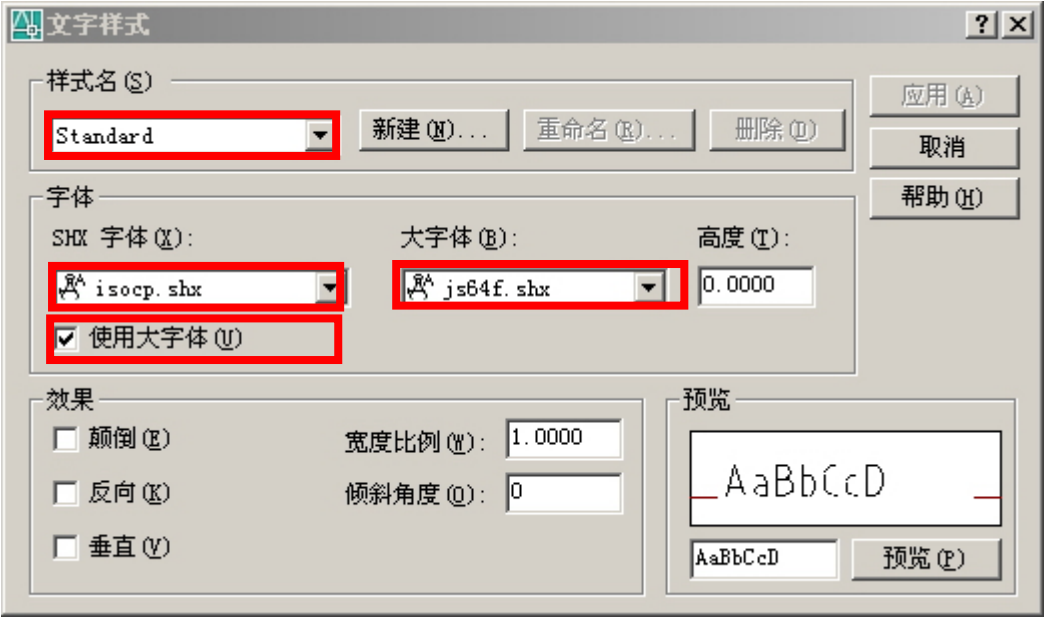 文字样式
样式名(S)
Standard
新建(N)...
重命名(R)...
删除(D)
应用(A)
取消
帮助(H)
字体
SHX 字体(X):
大字体(B):
高度(T):
isocp.shx
js64f.shx
0.0000
使用大字体(U)
效果
颠倒(E)
反向(K)
垂直(V)
宽度比例(W):
1.0000
倾斜角度(O):
0
预览
AaBbCcD
AaBbCcD
预览(P)